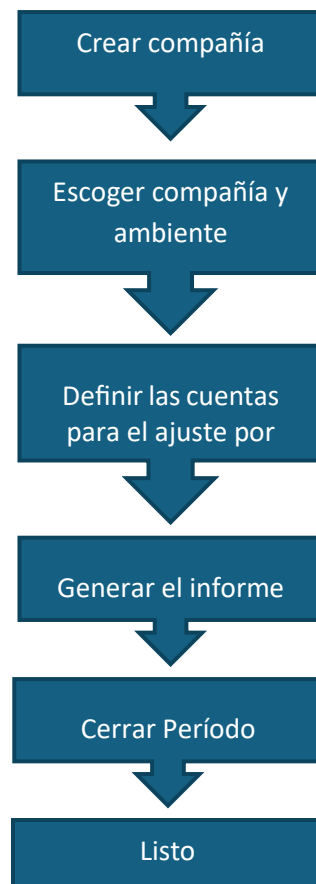 Crear compañía
Escoger compañía y
ambiente
Definir las cuentas
para el ajuste por
Generar el informe
Cerrar Período
Listo